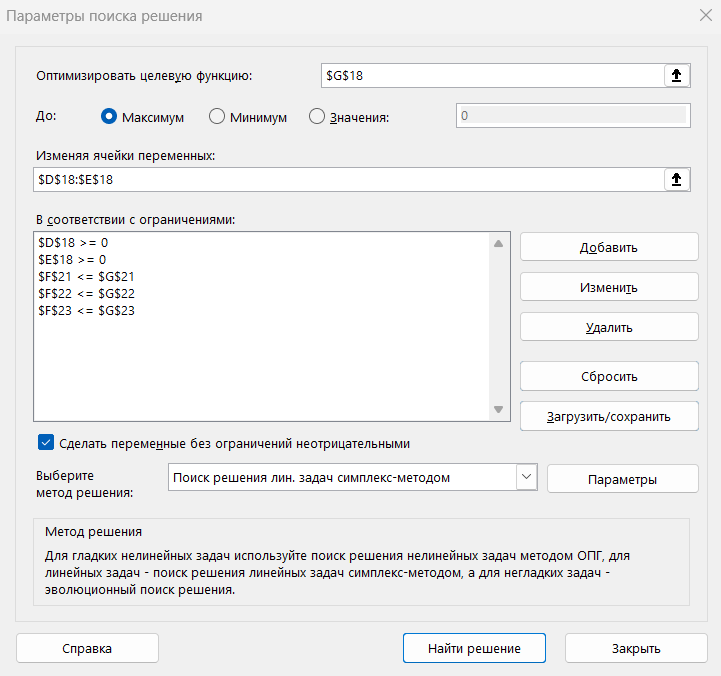 Параметры поиска решения
Оптимизировать целевую функцию: $G$18
До: Максимум Минимум Значения: 0
Изменяя ячейки переменных:
$D$18:$E$18
В соответствии с ограничениями:
$D$18 >= 0
$E$18 >= 0
$F$21 <= $G$21
$F$22 <= $G$22
$F$23 <= $G$23
Добавить
Изменить
Удалить
Сбросить
Загрузить/сохранить
Сделать переменные без ограничений неотрицательными
Выберите
метод решения:
Поиск решения лин. задач симплекс-методом
Параметры
Метод решения
Для гладких нелинейных задач используйте поиск решения нелинейных задач методом ОПГ, для
линейных задач - поиск решения линейных задач симплекс-методом, а для негладких задач -
эволюционный поиск решения.
Справка Найти решение Закрыть